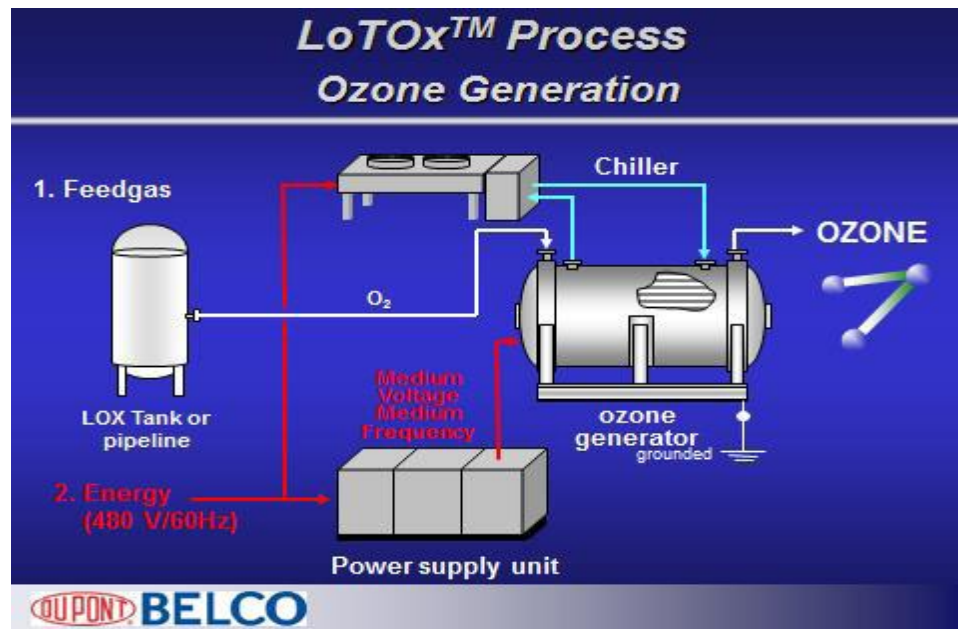 LoTOx™ Process
Ozone Generation
1. Feedgas
Chiller
OZONE
O₂
LOX Tank or
pipeline
Medium
Voltage
Medium
Frequency
ozone
generator
grounded
2. Energy
(480 V/60Hz)
Power supply unit
DUPONT BELCO